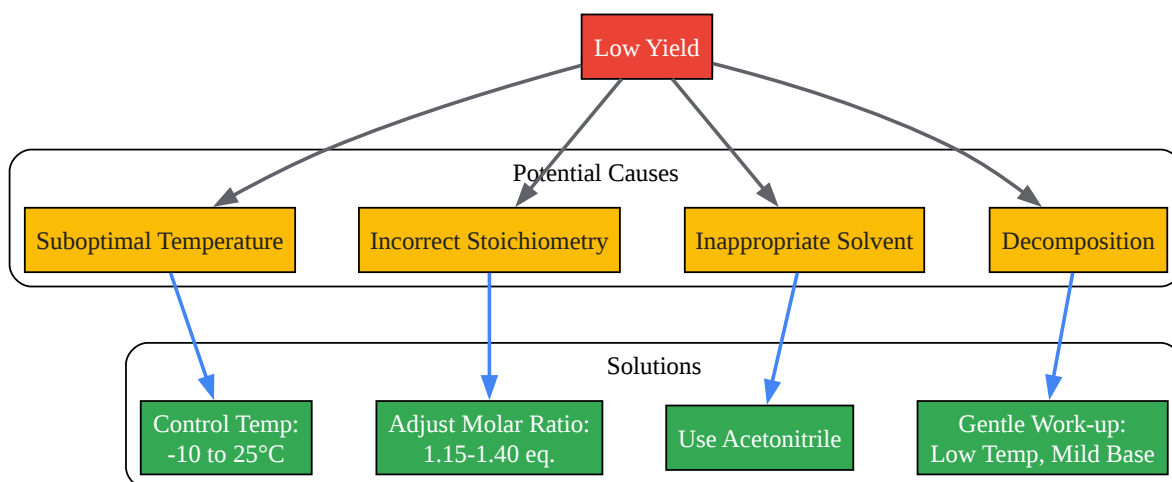 Low Yield
Potential Causes
Suboptimal Temperature
Incorrect Stoichiometry
Inappropriate Solvent
Decomposition
Solutions
Control Temp:
-10 to 25°C
Adjust Molar Ratio:
1.15-1.40 eq.
Use Acetonitrile
Gentle Work-up:
Low Temp, Mild Base